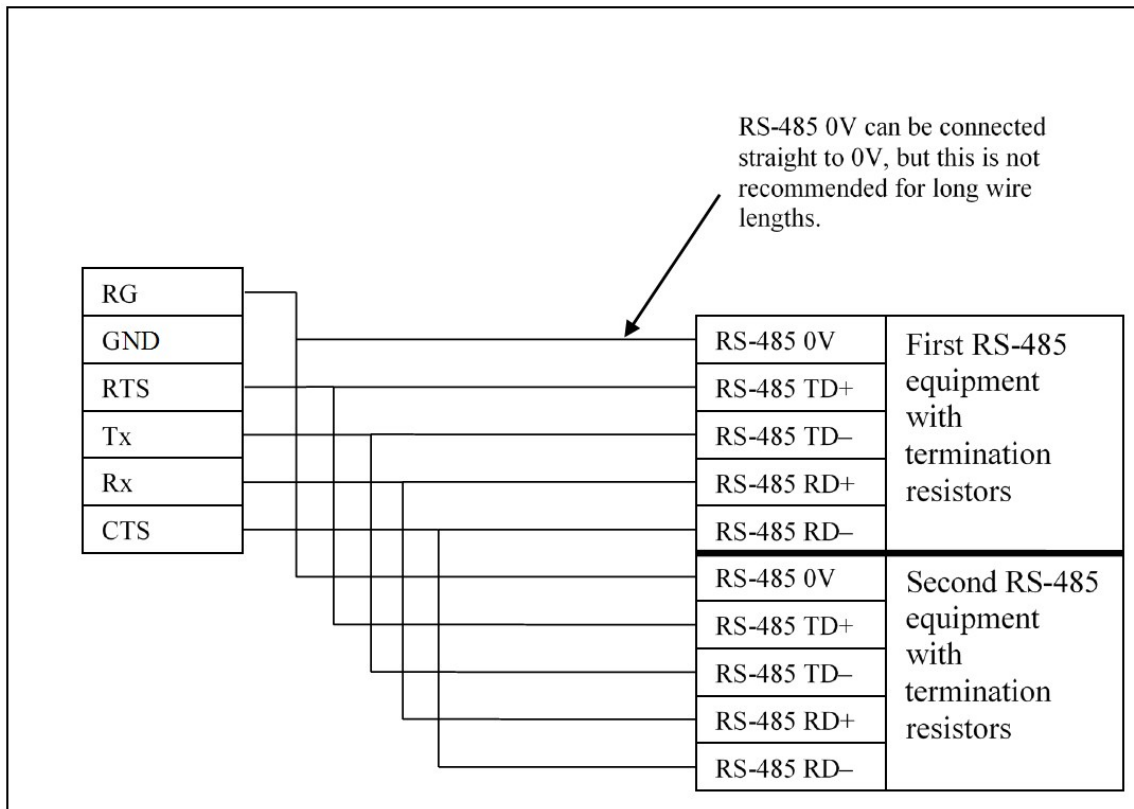 RS-485 0V can be connected
straight to 0V, but this is not
recommended for long wire
lengths.
RG
GND
RTS
Tx
Rx
CTS
RS-485 0V
RS-485 TD+
RS-485 TD–
RS-485 RD+
RS-485 RD–
First RS-485
equipment
with
termination
resistors
RS-485 0V
RS-485 TD+
RS-485 TD–
RS-485 RD+
RS-485 RD–
Second RS-485
equipment
with
termination
resistors